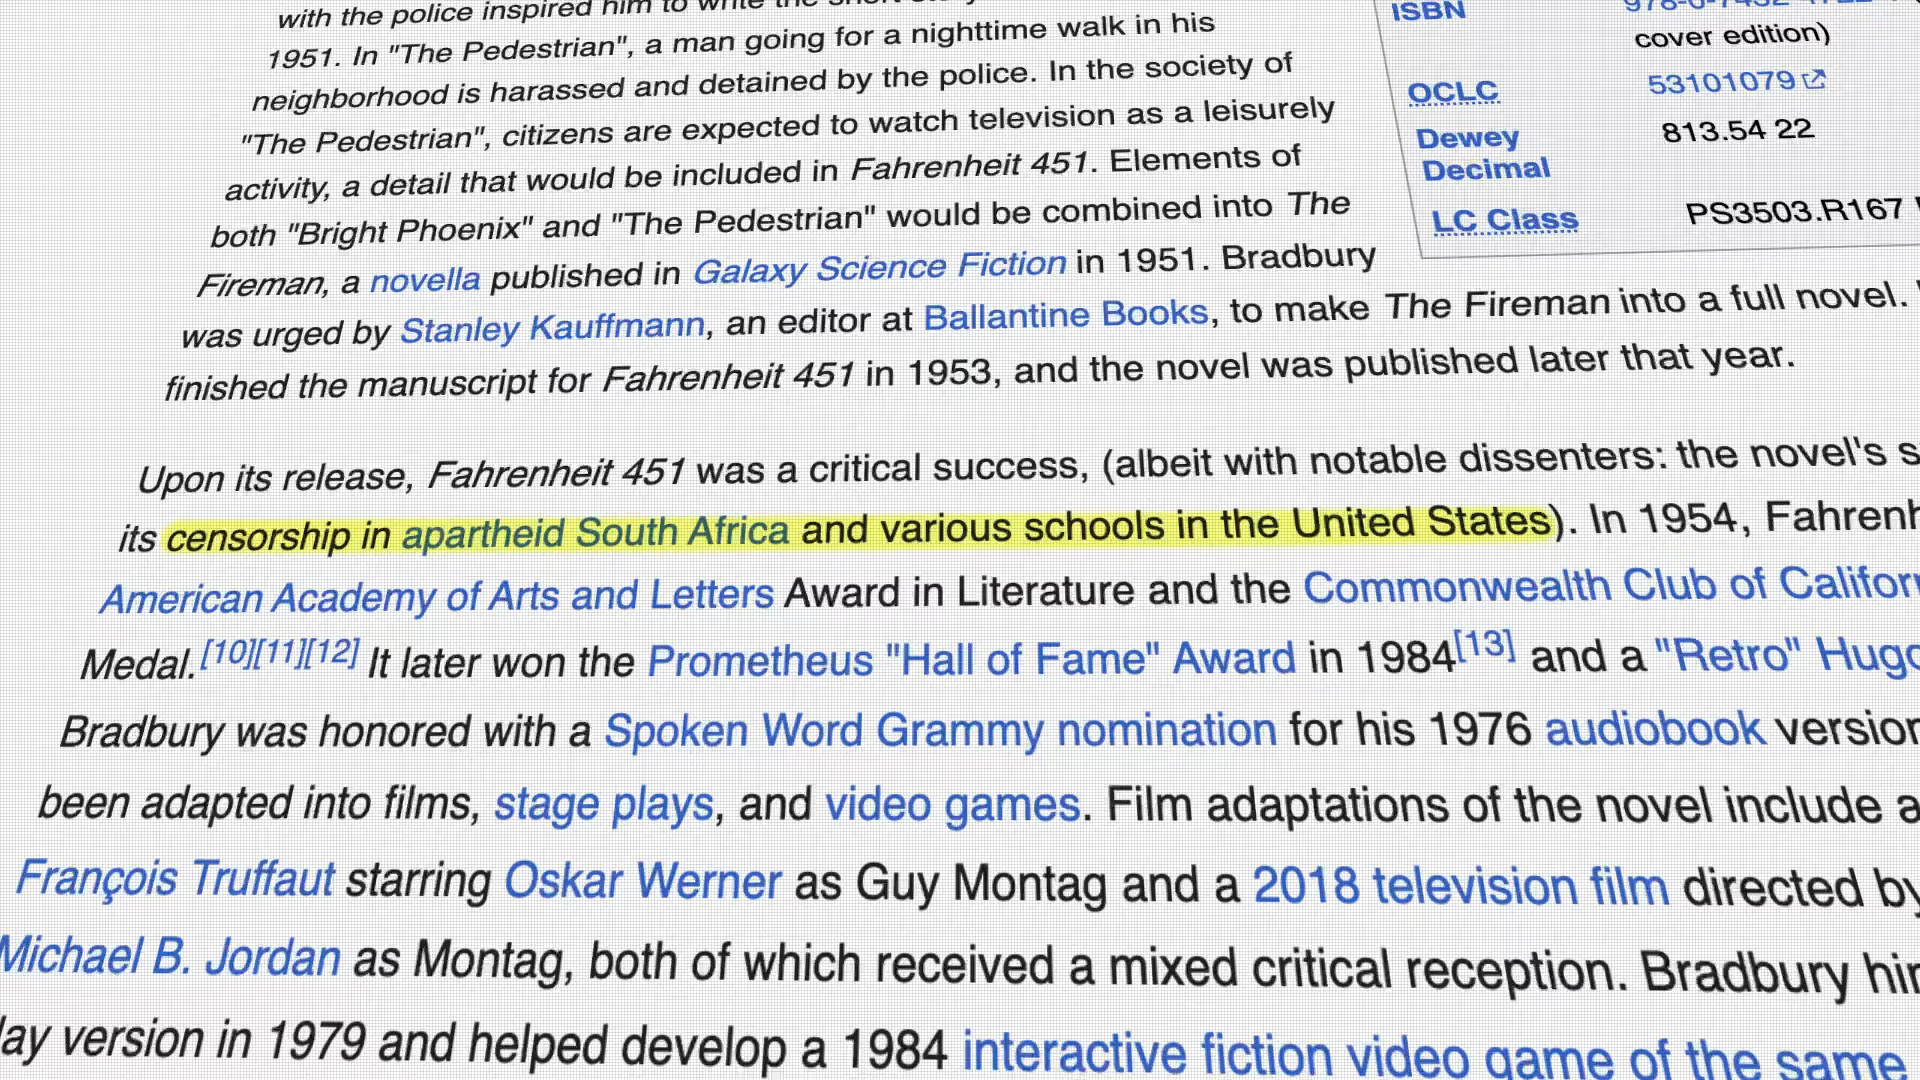 with the police inspired him to write the short story
1951. In "The Pedestrian", a man going for a nighttime walk in his
neighborhood is harassed and detained by the police. In the society of
"The Pedestrian", citizens are expected to watch television as a leisurely
activity, a detail that would be included in Fahrenheit 451. Elements of
both "Bright Phoenix" and "The Pedestrian" would be combined into The
Fireman, a novella published in Galaxy Science Fiction in 1951. Bradbury
was urged by Stanley Kauffmann, an editor at Ballantine Books, to make The Fireman into a full novel.
finished the manuscript for Fahrenheit 451 in 1953, and the novel was published later that year.
ISBN
cover edition)
OCLC 53101079
Dewey Decimal 813.54 22
LC Class PS3503.R167
Upon its release, Fahrenheit 451 was a critical success, (albeit with notable dissenters: the novel's s
its censorship in apartheid South Africa and various schools in the United States). In 1954, Fahrenh
American Academy of Arts and Letters Award in Literature and the Commonwealth Club of Califor
Medal.[10][11][12] It later won the Prometheus "Hall of Fame" Award in 1984[13] and a "Retro" Hugo
Bradbury was honored with a Spoken Word Grammy nomination for his 1976 audiobook version
been adapted into films, stage plays, and video games. Film adaptations of the novel include a
François Truffaut starring Oskar Werner as Guy Montag and a 2018 television film directed by
Michael B. Jordan as Montag, both of which received a mixed critical reception. Bradbury him
lay version in 1979 and helped develop a 1984 interactive fiction video game of the same